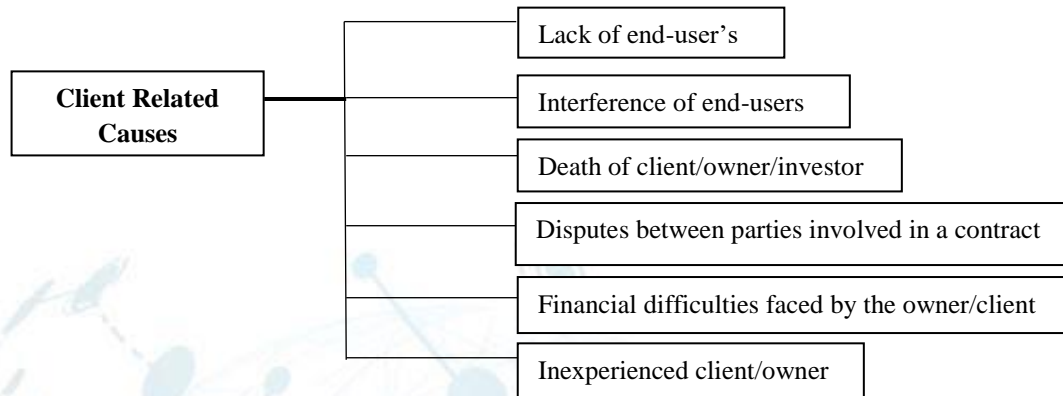 Lack of end-user’s
Client Related
Causes
Interference of end-users
Death of client/owner/investor
Disputes between parties involved in a contract
Financial difficulties faced by the owner/client
Inexperienced client/owner